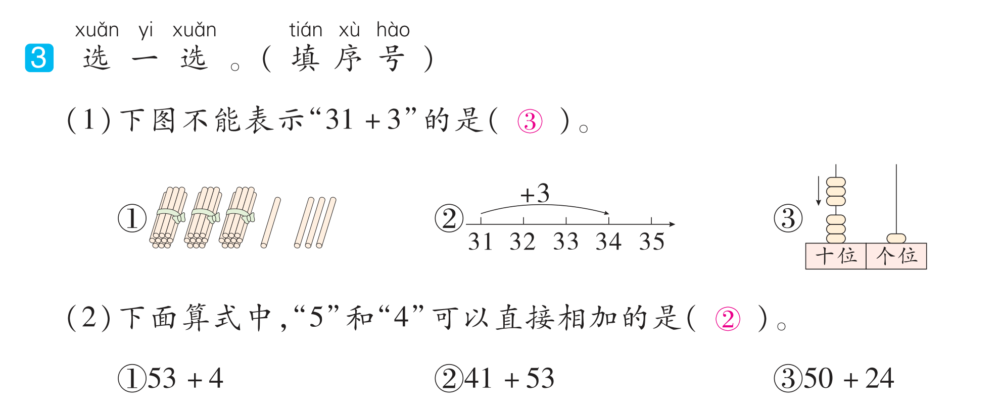 xuǎn yi xuǎn tián xù hào
3 选一选。(填序号)
(1)下图不能表示“31+3”的是( ③ )。
+3
① ② ③
31 32 33 34 35
十位 个位
(2)下面算式中,“5”和“4”可以直接相加的是( ② )。
①53+4 ②41+53 ③50+24